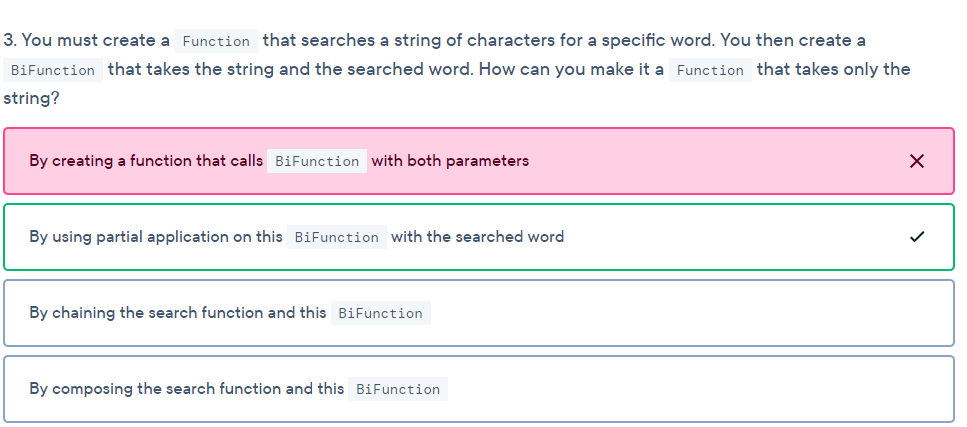 3. You must create a Function that searches a string of characters for a specific word. You then create a
BiFunction that takes the string and the searched word. How can you make it a Function that takes only the
string?
By creating a function that calls BiFunction with both parameters
By using partial application on this BiFunction with the searched word
By chaining the search function and this BiFunction
By composing the search function and this BiFunction